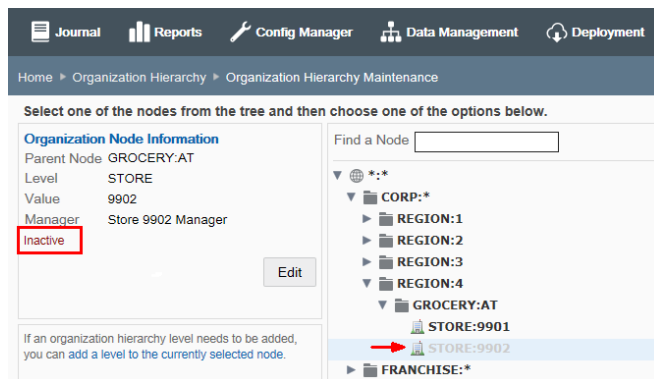 Journal Reports Config Manager Data Management Deployment
Home Organization Hierarchy Organization Hierarchy Maintenance
Select one of the nodes from the tree and then choose one of the options below.
Organization Node Information
Parent Node GROCERY:AT
Level STORE
Value 9902
Manager Store 9902 Manager
Inactive
Edit
If an organization hierarchy level needs to be added,
you can add a level to the currently selected node.
Find a Node
*:*
CORP:*
REGION:1
REGION:2
REGION:3
REGION:4
GROCERY:AT
STORE:9901
STORE:9902
FRANCHISE:*